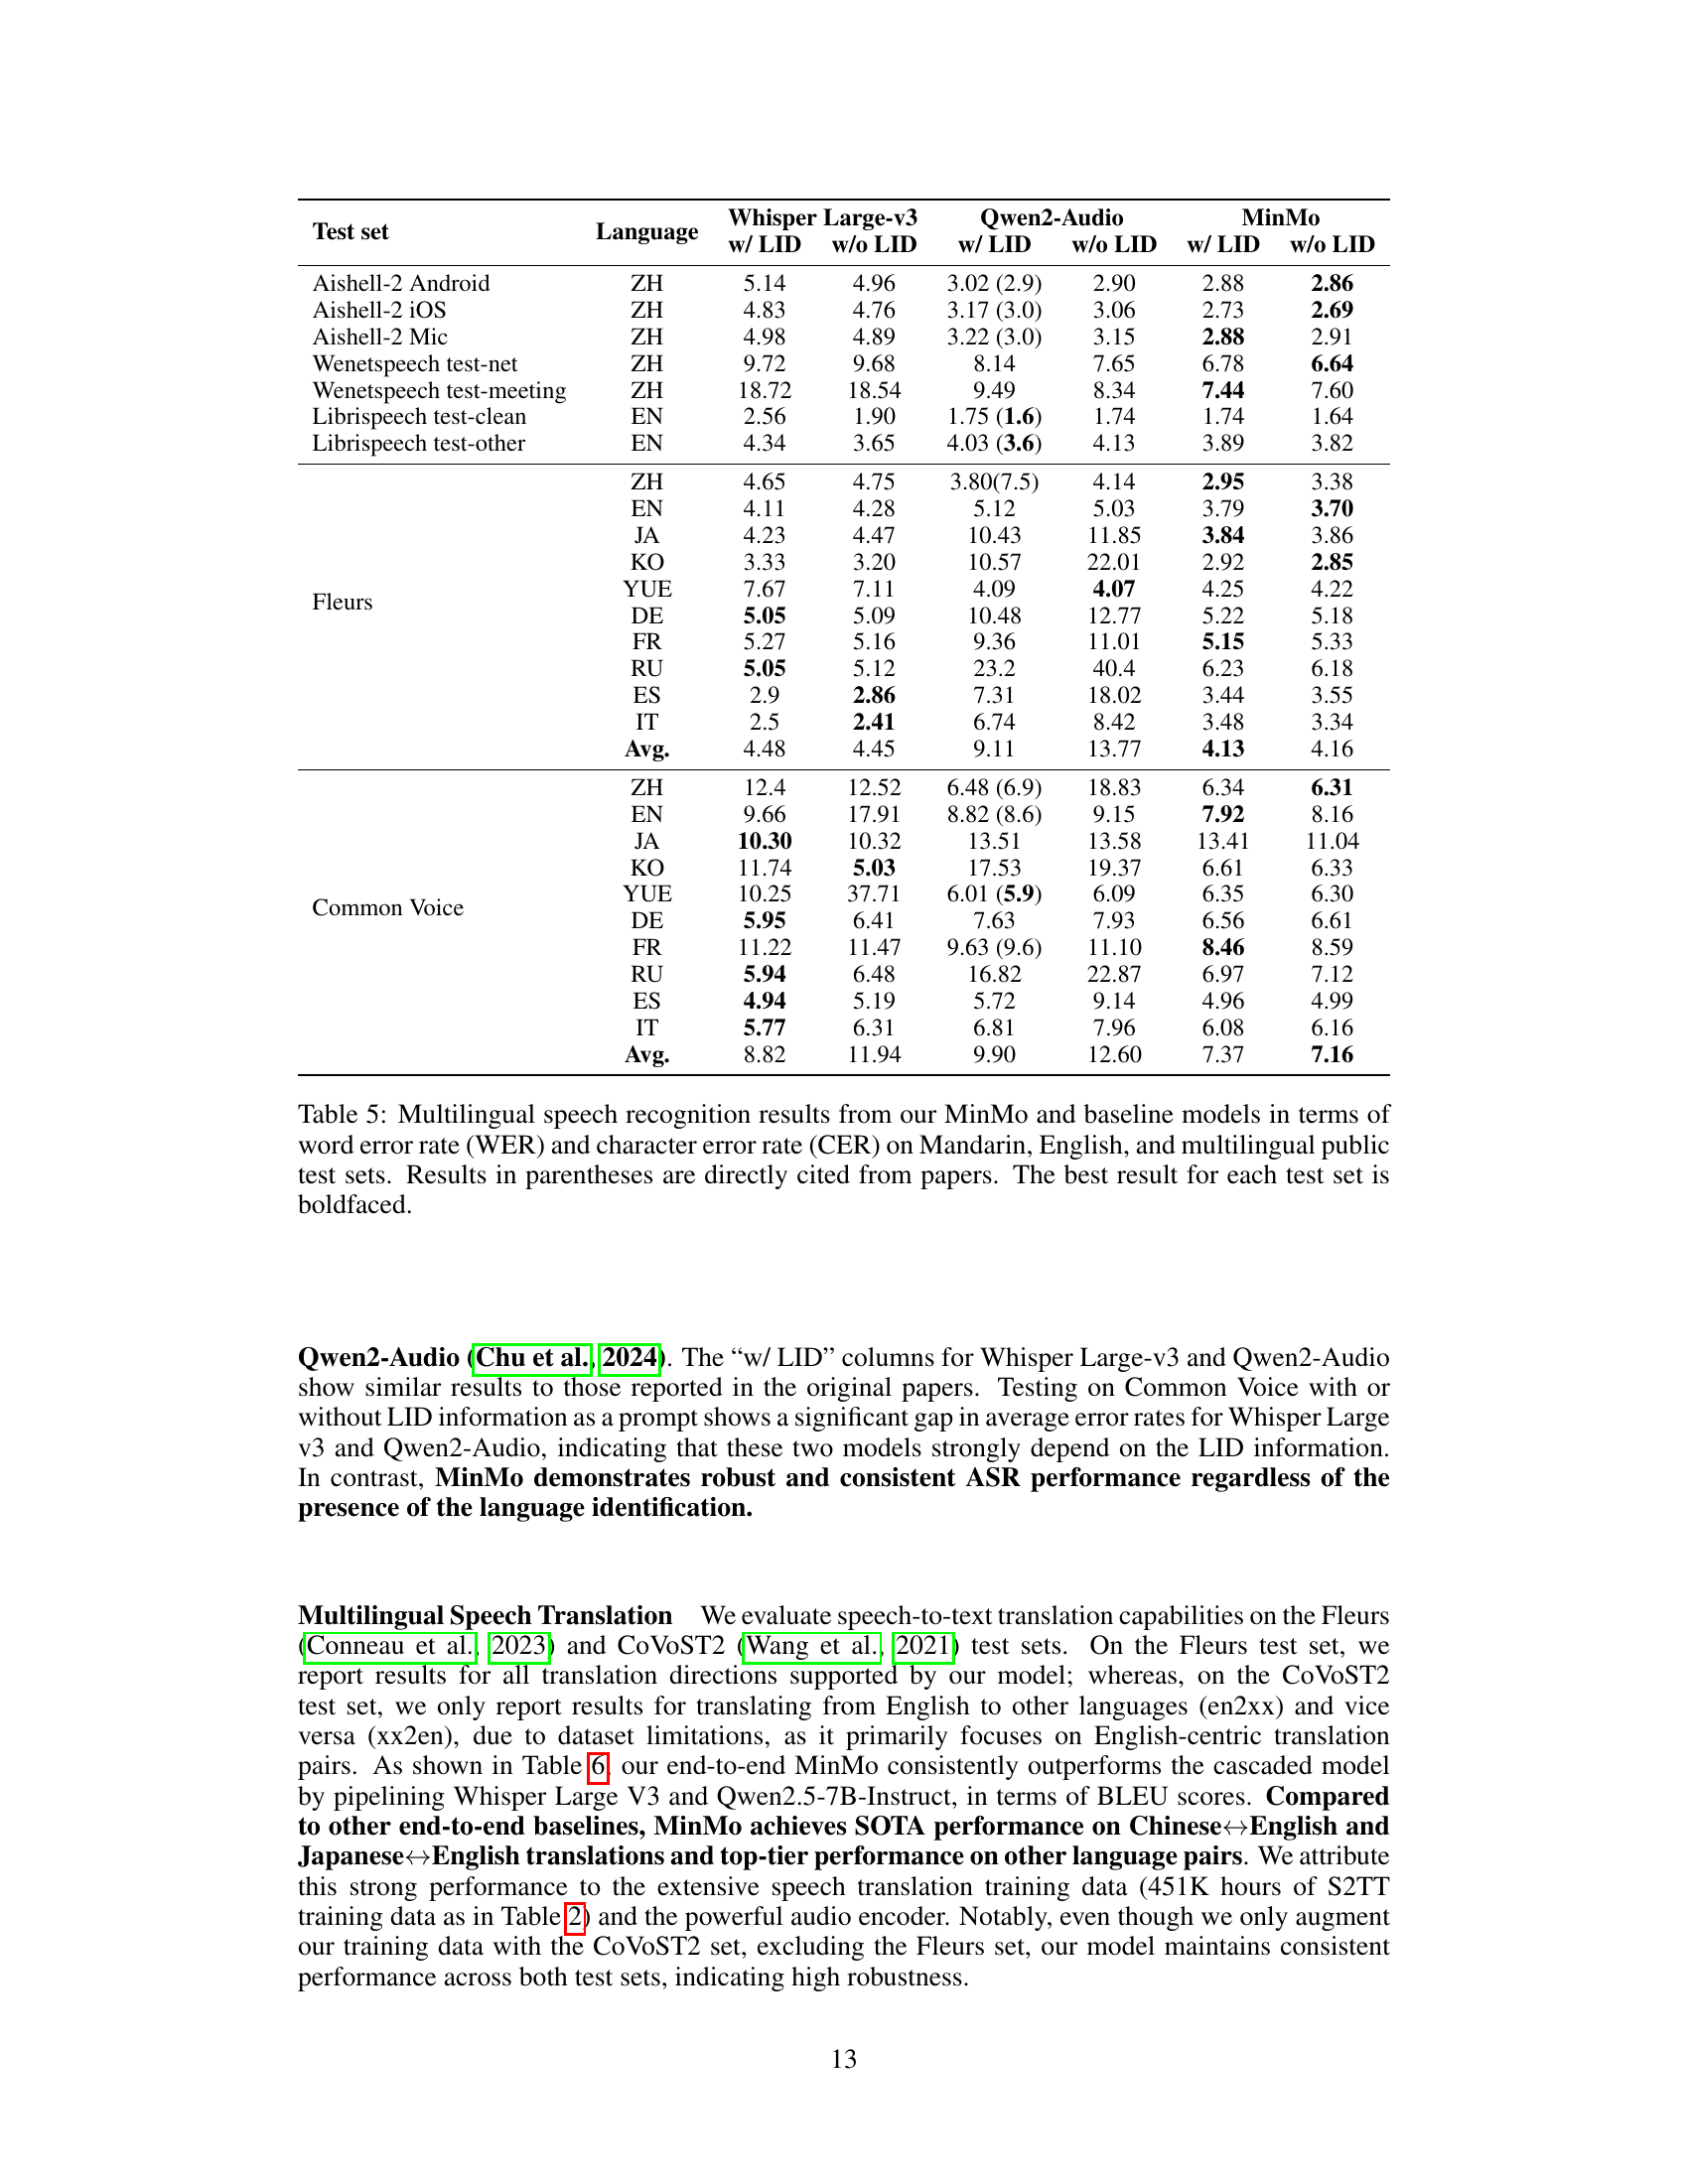 Test set Language Whisper Large-v3 Qwen2-Audio MinMo
w/ LID w/o LID w/ LID w/o LID w/ LID w/o LID
Aishell-2 Android ZH 5.14 4.96 3.02 (2.9) 2.90 2.88 2.86
Aishell-2 iOS ZH 4.83 4.76 3.17 (3.0) 3.06 2.73 2.69
Aishell-2 Mic ZH 4.98 4.89 3.22 (3.0) 3.15 2.88 2.91
Wenetspeech test-net ZH 9.72 9.68 8.14 7.65 6.78 6.64
Wenetspeech test-meeting ZH 18.72 18.54 9.49 8.34 7.44 7.60
Librispeech test-clean EN 2.56 1.90 1.75 (1.6) 1.74 1.74 1.64
Librispeech test-other EN 4.34 3.65 4.03 (3.6) 4.13 3.89 3.82
Fleurs
ZH 4.65 4.75 3.80(7.5) 4.14 2.95 3.38
EN 4.11 4.28 5.12 5.03 3.79 3.70
JA 4.23 4.47 10.43 11.85 3.84 3.86
KO 3.33 3.20 10.57 22.01 2.92 2.85
YUE 7.67 7.11 4.09 4.07 4.25 4.22
DE 5.05 5.09 10.48 12.77 5.22 5.18
FR 5.27 5.16 9.36 11.01 5.15 5.33
RU 5.05 5.12 23.2 40.4 6.23 6.18
ES 2.9 2.86 7.31 18.02 3.44 3.55
IT 2.5 2.41 6.74 8.42 3.48 3.34
Avg. 4.48 4.45 9.11 13.77 4.13 4.16
Common Voice
ZH 12.4 12.52 6.48 (6.9) 18.83 6.34 6.31
EN 9.66 17.91 8.82 (8.6) 9.15 7.92 8.16
JA 10.30 10.32 13.51 13.58 13.41 11.04
KO 11.74 5.03 17.53 19.37 6.61 6.33
YUE 10.25 37.71 6.01 (5.9) 6.09 6.35 6.30
DE 5.95 6.41 7.63 7.93 6.56 6.61
FR 11.22 11.47 9.63 (9.6) 11.10 8.46 8.59
RU 5.94 6.48 16.82 22.87 6.97 7.12
ES 4.94 5.19 5.72 9.14 4.96 4.99
IT 5.77 6.31 6.81 7.96 6.08 6.16
Avg. 8.82 11.94 9.90 12.60 7.37 7.16
Table 5: Multilingual speech recognition results from our MinMo and baseline models in terms of
word error rate (WER) and character error rate (CER) on Mandarin, English, and multilingual public
test sets. Results in parentheses are directly cited from papers. The best result for each test set is
boldfaced.
Qwen2-Audio (Chu et al., 2024). The “w/ LID” columns for Whisper Large-v3 and Qwen2-Audio
show similar results to those reported in the original papers. Testing on Common Voice with or
without LID information as a prompt shows a significant gap in average error rates for Whisper Large
v3 and Qwen2-Audio, indicating that these two models strongly depend on the LID information.
In contrast, MinMo demonstrates robust and consistent ASR performance regardless of the
presence of the language identification.
Multilingual Speech Translation We evaluate speech-to-text translation capabilities on the Fleurs
(Conneau et al., 2023) and CoVoST2 (Wang et al., 2021) test sets. On the Fleurs test set, we
report results for all translation directions supported by our model; whereas, on the CoVoST2
test set, we only report results for translating from English to other languages (en2xx) and vice
versa (xx2en), due to dataset limitations, as it primarily focuses on English-centric translation
pairs. As shown in Table 6, our end-to-end MinMo consistently outperforms the cascaded model
by pipelining Whisper Large V3 and Qwen2.5-7B-Instruct, in terms of BLEU scores. Compared
to other end-to-end baselines, MinMo achieves SOTA performance on Chinese↔English and
Japanese↔English translations and top-tier performance on other language pairs. We attribute
this strong performance to the extensive speech translation training data (451K hours of S2TT
training data as in Table 2) and the powerful audio encoder. Notably, even though we only augment
our training data with the CoVoST2 set, excluding the Fleurs set, our model maintains consistent
performance across both test sets, indicating high robustness.
13